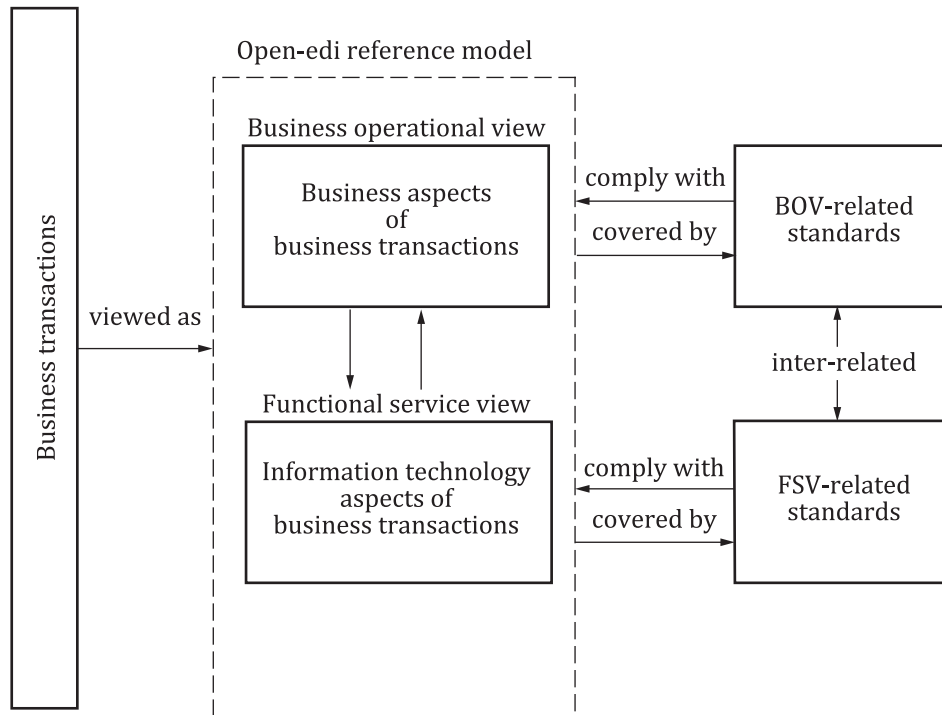 Open-edi reference model
Business transactions
viewed as
Business operational view
Business aspects
of
business transactions
comply with
covered by
BOV-related
standards
inter-related
Functional service view
Information technology
aspects of
business transactions
comply with
covered by
FSV-related
standards